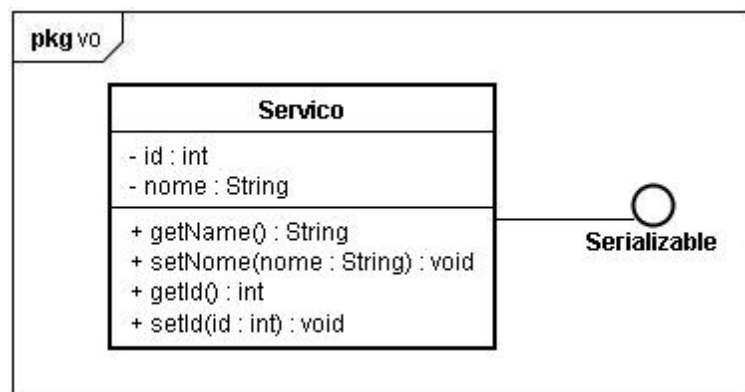 pkg vo
Servico
- id : int
- nome : String
+ getName() : String
+ setNome(nome : String) : void
+ getId() : int
+ setId(id : int) : void
Serializable